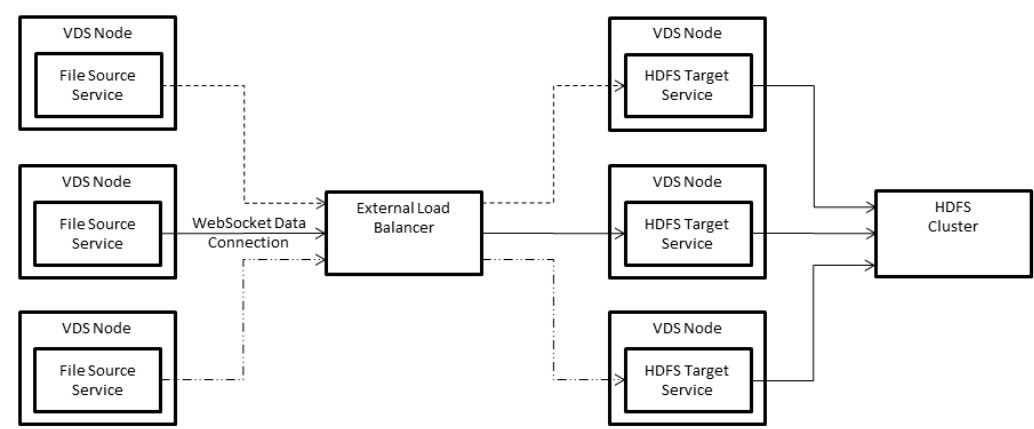 VDS Node
File Source
Service
VDS Node
HDFS Target
Service
VDS Node
File Source
Service
WebSocket Data
Connection
External Load
Balancer
VDS Node
HDFS Target
Service
HDFS
Cluster
VDS Node
File Source
Service
VDS Node
HDFS Target
Service